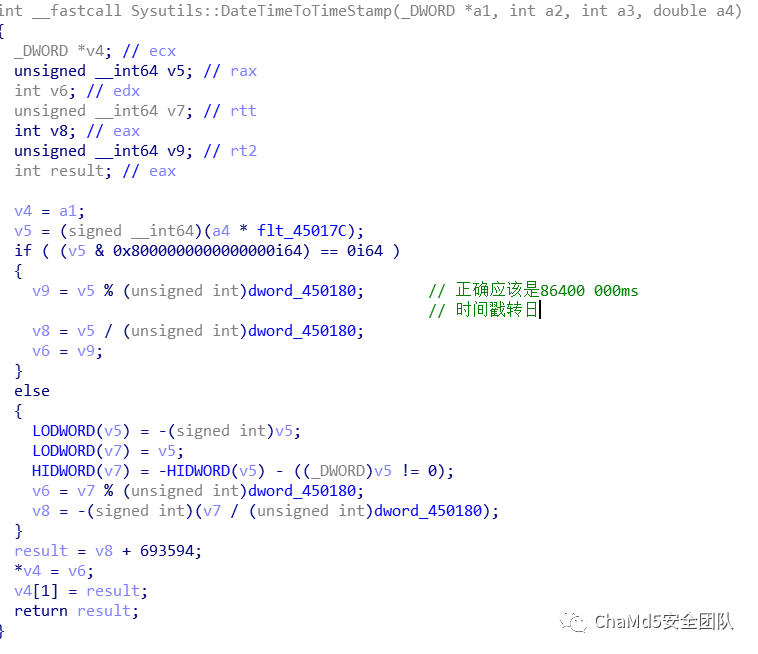 int __fastcall Sysutils::DateTimeToTimeStamp(_DWORD *a1, int a2, int a3, double a4)
{
  _DWORD *v4; // ecx
  unsigned __int64 v5; // rax
  int v6; // edx
  unsigned __int64 v7; // rtt
  int v8; // eax
  unsigned __int64 v9; // rt2
  int result; // eax

  v4 = a1;
  v5 = (signed __int64)(a4 * flt_45017C);
  if ( (v5 & 0x8000000000000000i64) == 0i64 )
  {
    v9 = v5 % (unsigned int)dword_450180;       // 正确应该是86400 000ms
                                                // 时间戳转日
    v8 = v5 / (unsigned int)dword_450180;
    v6 = v9;
  }
  else
  {
    LODWORD(v5) = -(signed int)v5;
    LODWORD(v7) = v5;
    HIDWORD(v7) = -HIDWORD(v5) - ((_DWORD)v5 != 0);
    v6 = v7 % (unsigned int)dword_450180;
    v8 = -(signed int)(v7 / (unsigned int)dword_450180);
  }
  result = v8 + 693594;
  *v4 = v6;
  v4[1] = result;
  return result;
}
ChaMd5安全团队